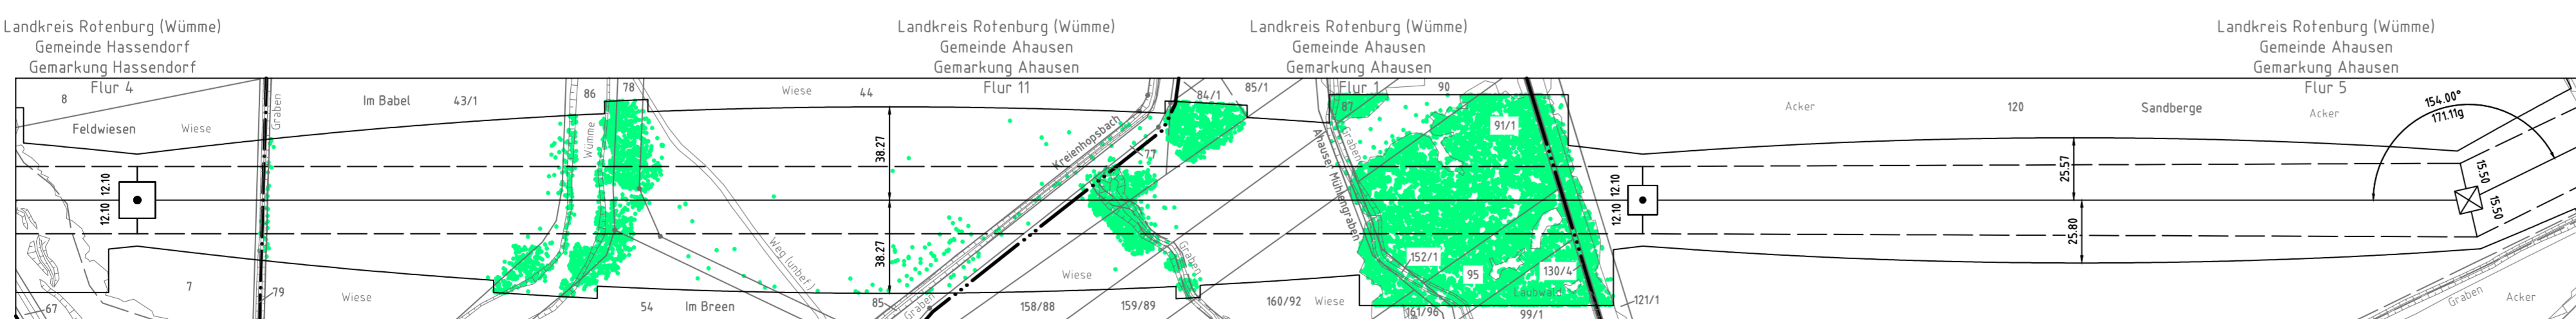 Landkreis Rotenburg (Wümme)
Gemeinde Hassendorf
Gemarkung Hassendorf
Flur 4
Landkreis Rotenburg (Wümme)
Gemeinde Ahausen
Gemarkung Ahausen
Flur 11
Landkreis Rotenburg (Wümme)
Gemeinde Ahausen
Gemarkung Ahausen
Flur 1
Landkreis Rotenburg (Wümme)
Gemeinde Ahausen
Gemarkung Ahausen
Flur 5
8
Feldwiesen
Wiese
Graben
Im Babel
43/1
86
78
Wümme
Wiese
44
84/1
85/1
87
90
91/1
Acker
120
Sandberge
Acker
154.00°
171.11g
12.10
12.10
38.27
38.27
Kreienhopsbach
77
Graben
Ahauser Mühlengraben
12.10
12.10
25.57
25.80
15.50
15.50
67
7
79
Wiese
54
Im Breen
Weg (unbef.)
85
Graben
Wiese
158/88
159/89
Graben
160/92
Wiese
152/1
95
130/4
Laubwald
161/96
99/1
121/1
Graben
Acker